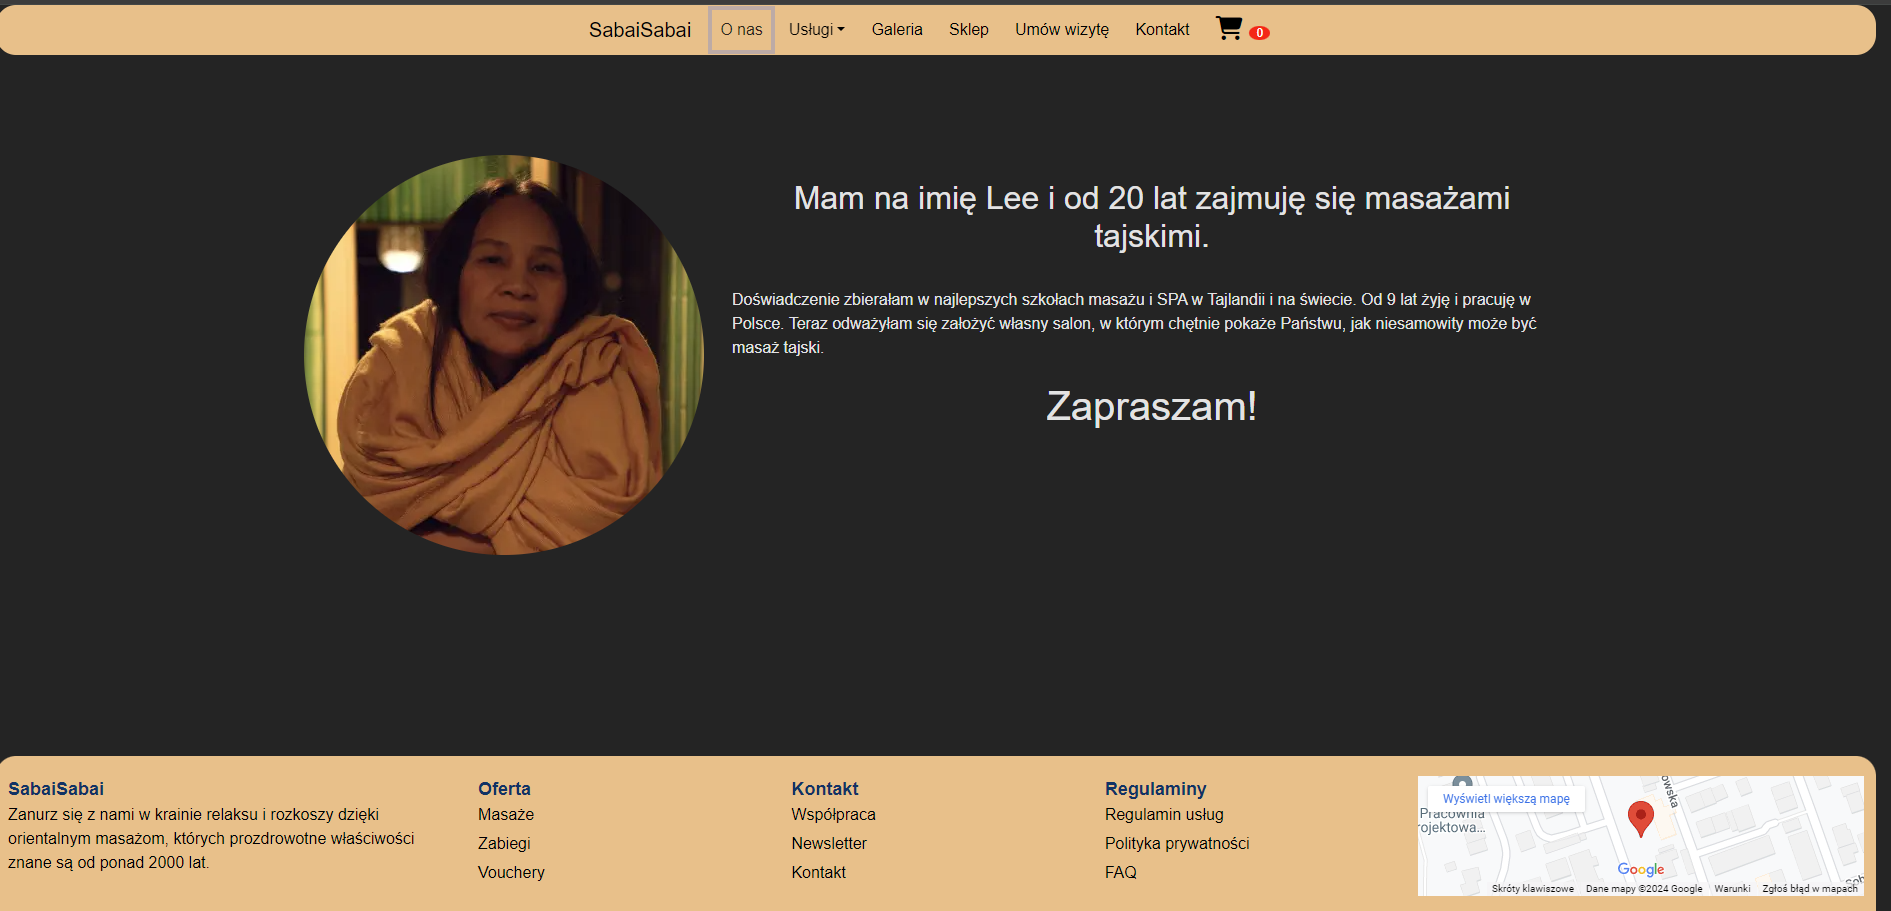 SabaiSabai O nas Usługi Galeria Sklep Umów wizytę Kontakt 0
Mam na imię Lee i od 20 lat zajmuję się masażami
tajskimi.
Doświadczenie zbierałam w najlepszych szkołach masażu i SPA w Tajlandii i na świecie. Od 9 lat żyję i pracuję w
Polsce. Teraz odważyłam się założyć własny salon, w którym chętnie pokaże Państwu, jak niesamowity może być
masaż tajski.
Zapraszam!
SabaiSabai
Zanurz się z nami w krainie relaksu i rozkoszy dzięki
orientalnym masażom, których prozdrowotne właściwości
znane są od ponad 2000 lat.
Oferta
Masaże
Zabiegi
Vouchery
Kontakt
Współpraca
Newsletter
Kontakt
Regulaminy
Regulamin usług
Polityka prywatności
FAQ
Wyświetl większą mapę
Pracownia
rojektowa...
owska
Google
Skróty klawiszowe Dane mapy ©2024 Google Warunki Zgłoś błąd w mapach